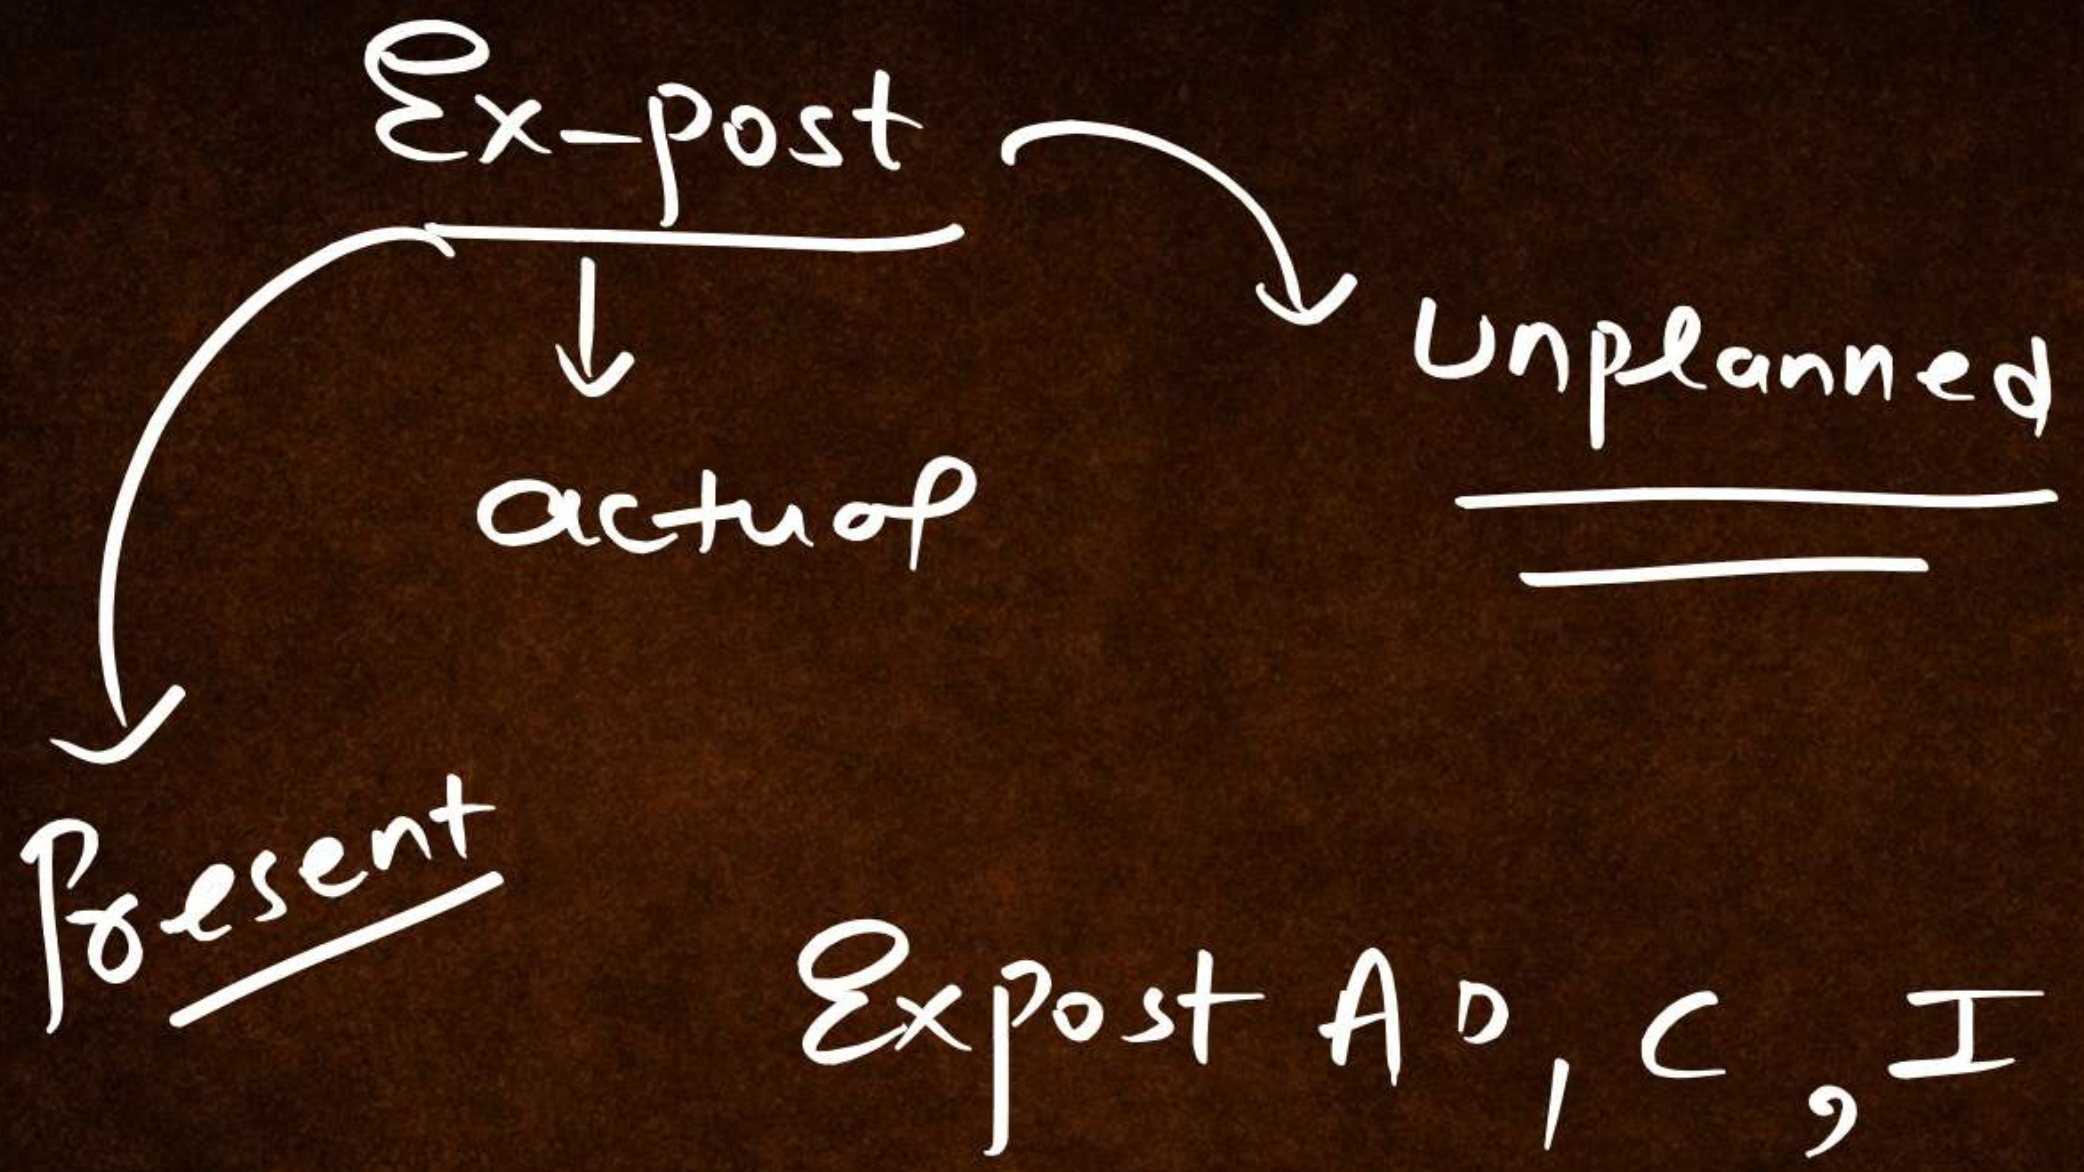 Ex-post
unplanned
actual
Present
Expost AD, C, I